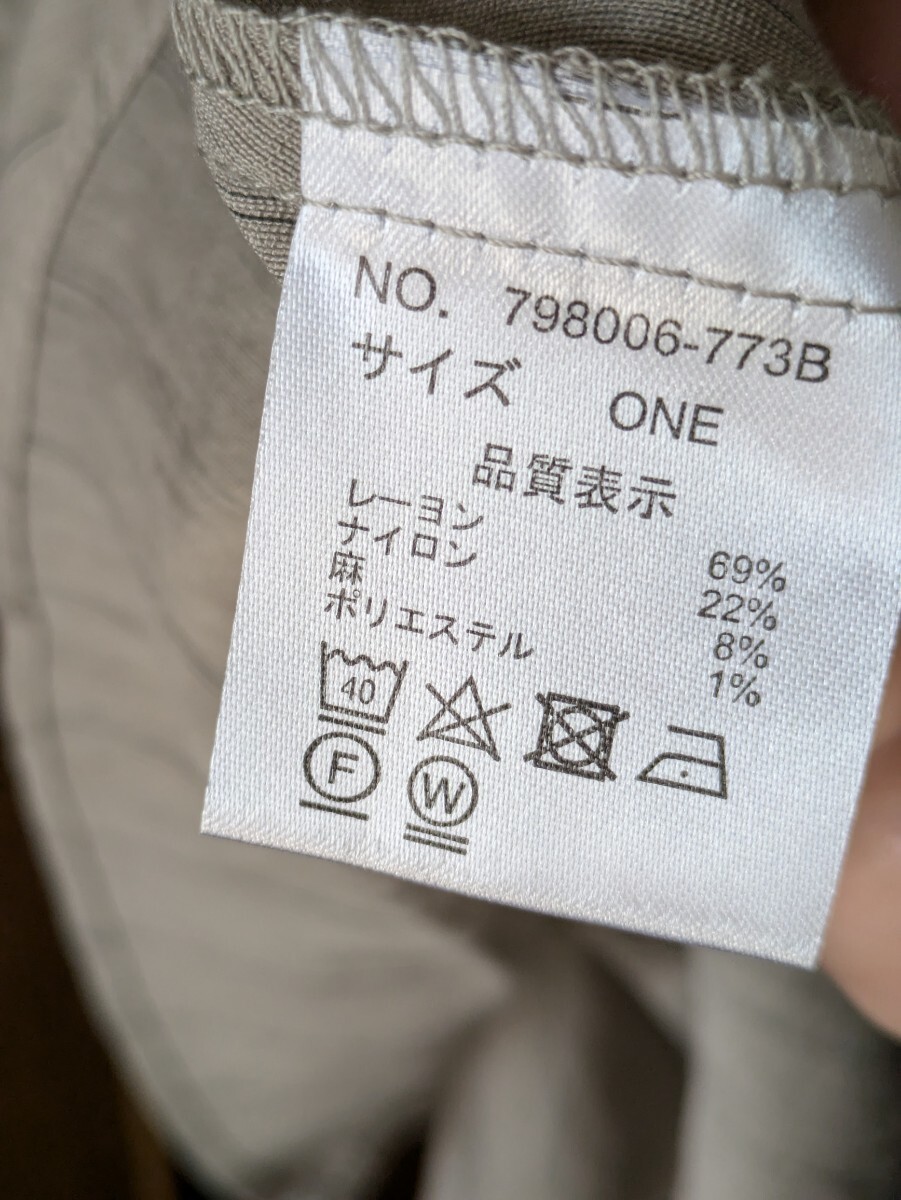 NO. 798006-773B
サイズ ONE
品質表示
レーヨン 69%
ナイロン 22%
麻 8%
ポリエステル 1%
40
F
W